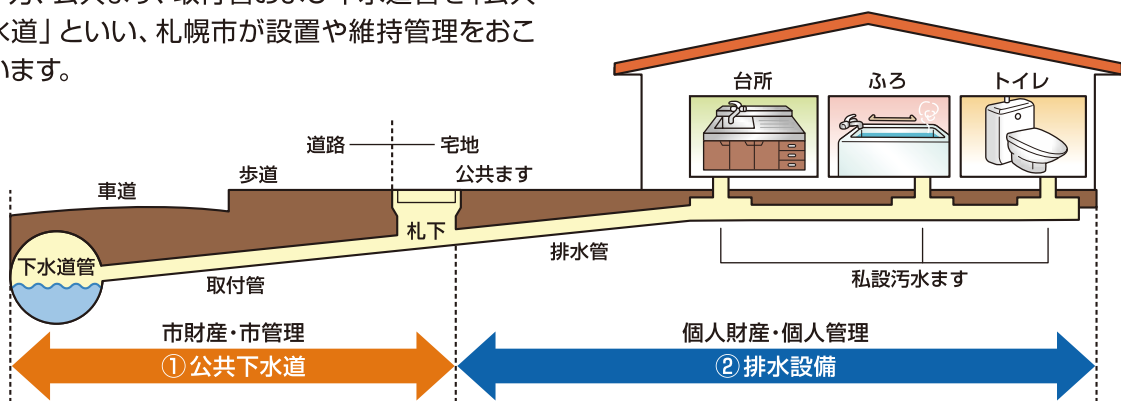 水道」といい、札幌市が設置や維持管理をおこ
います。
台所
ふろ
トイレ
道路
宅地
車道
歩道
公共ます
札下
下水道管
取付管
排水管
私設汚水ます
市財産・市管理
個人財産・個人管理
①公共下水道
②排水設備